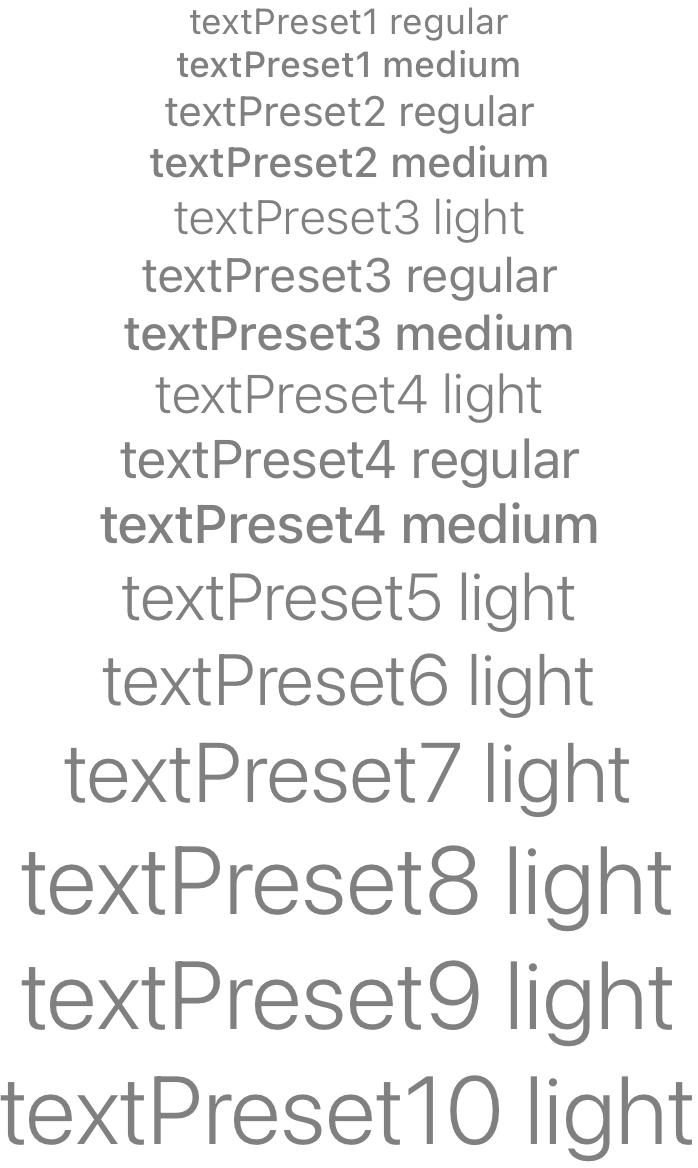 textPreset1 regular
textPreset1 medium
textPreset2 regular
textPreset2 medium
textPreset3 light
textPreset3 regular
textPreset3 medium
textPreset4 light
textPreset4 regular
textPreset4 medium
textPreset5 light
textPreset6 light
textPreset7 light
textPreset8 light
textPreset9 light
textPreset10 light